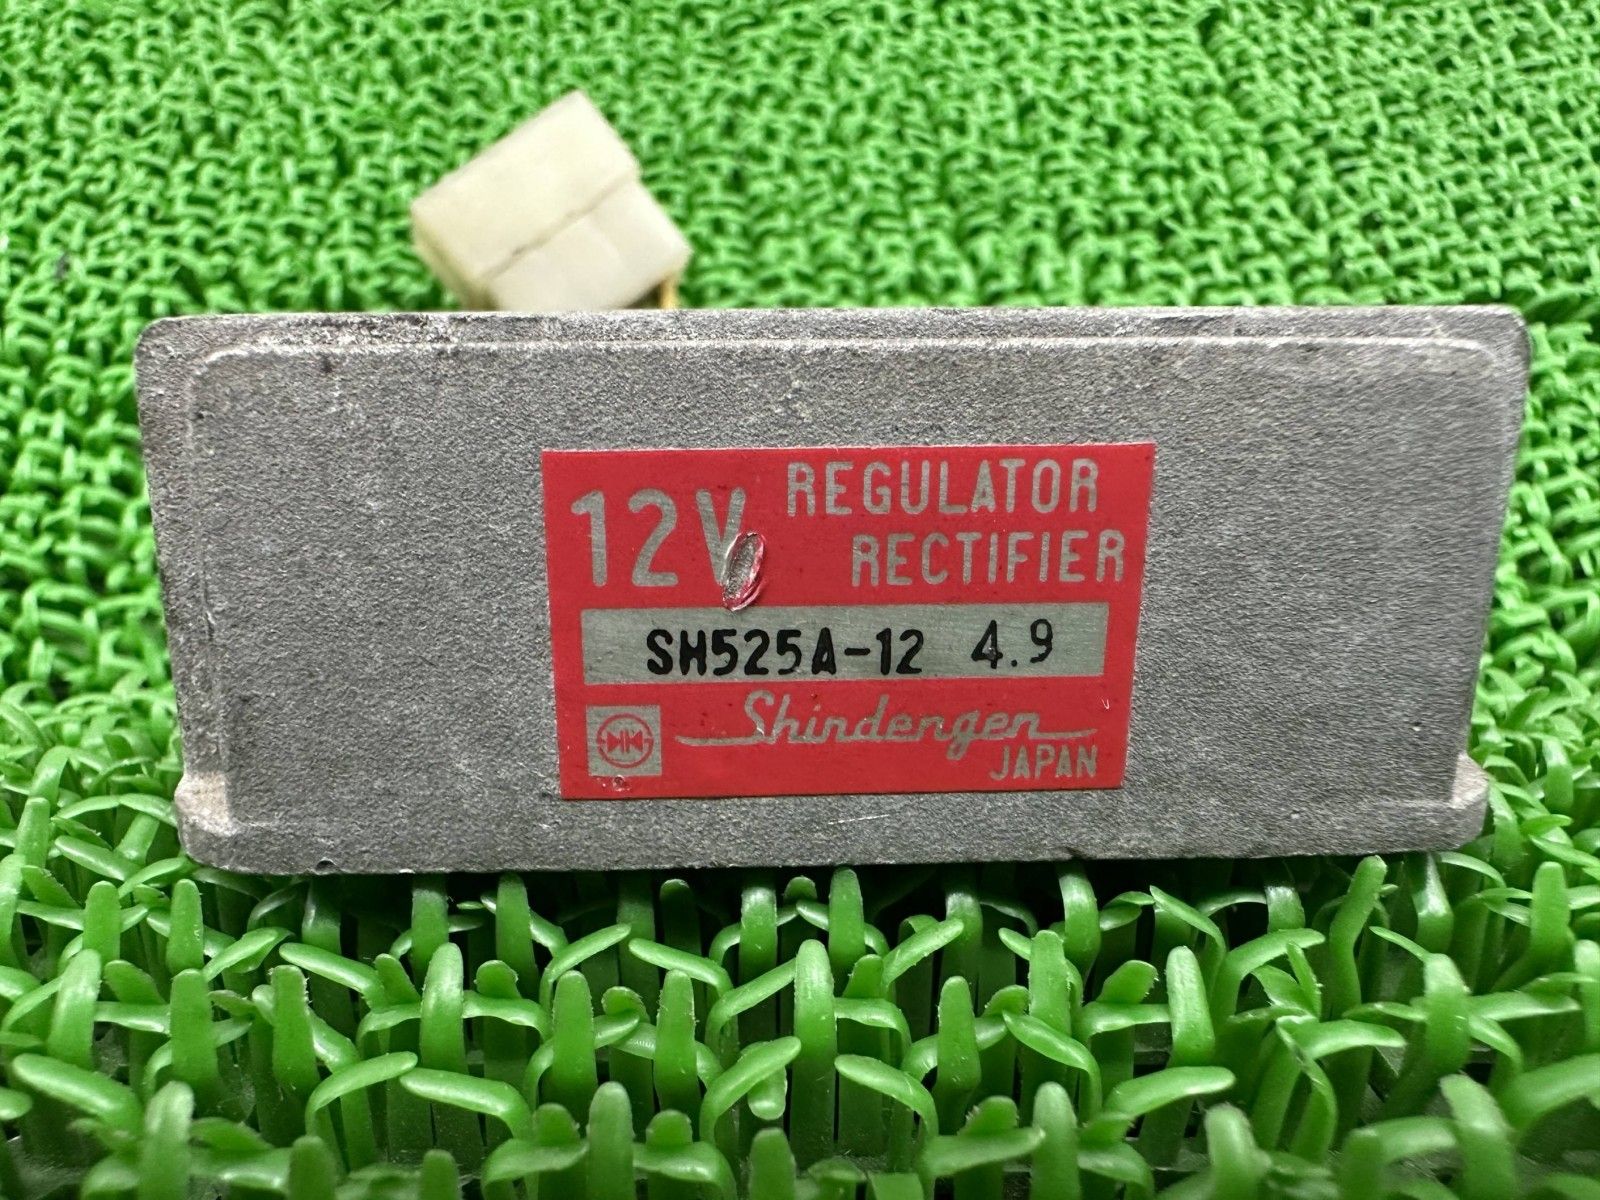 12V REGULATOR
RECTIFIER
SH525A-12 4.9
Shindengen
JAPAN